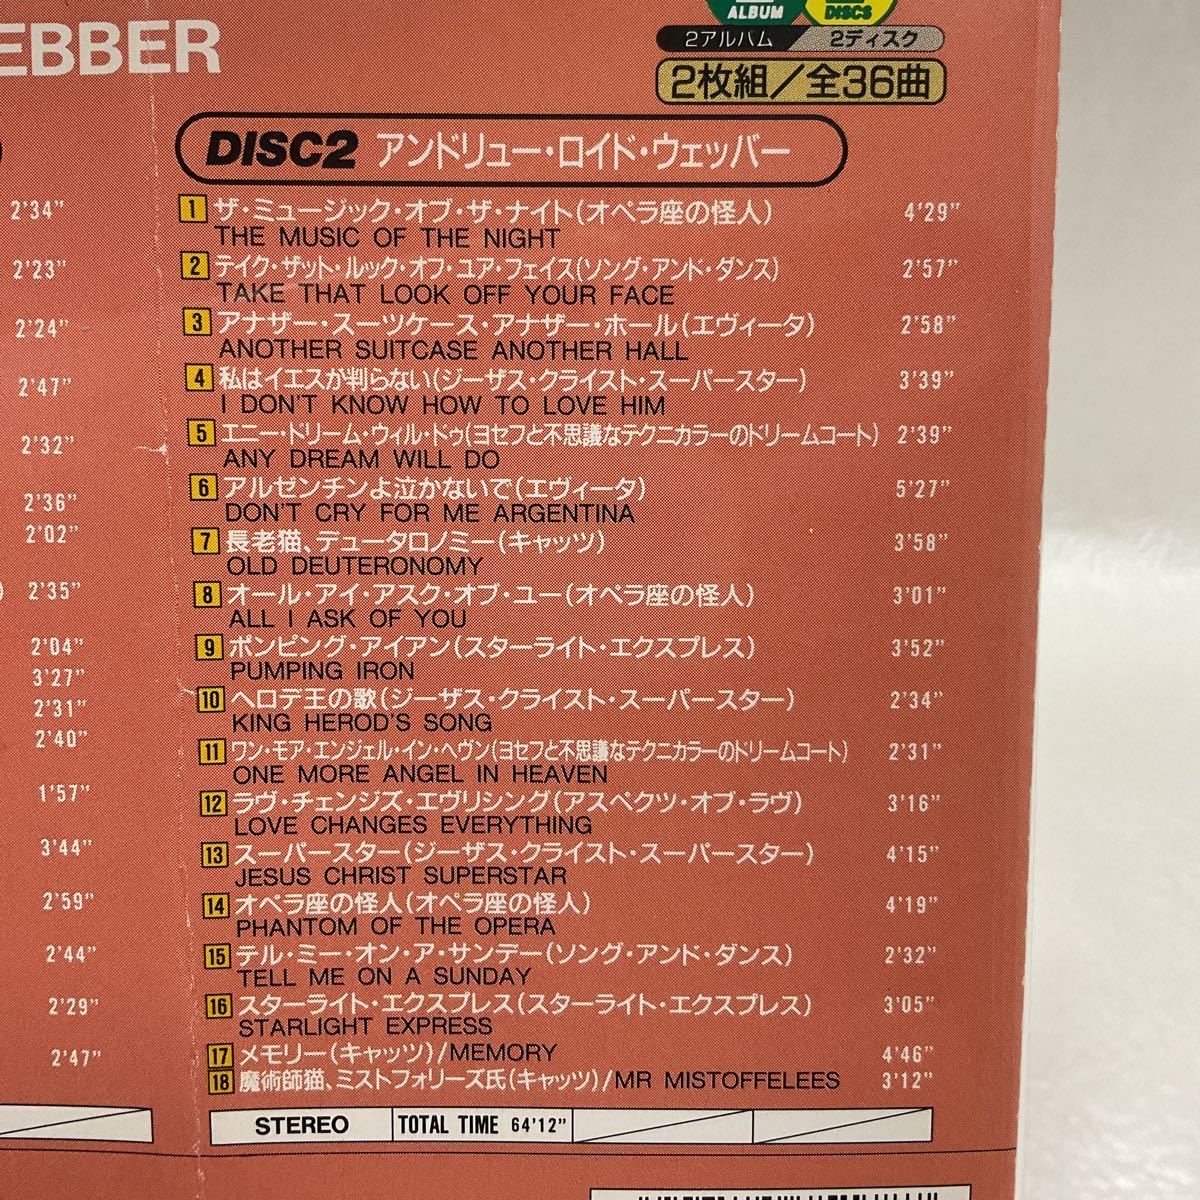 ALBUM
DISCS
2アルバム
2ディスク
EBBER
2枚組/全36曲
DISC2 アンドリュー・ロイド・ウェッバー
2'34"
2'23"
2'24"
2'47"
2'32"
2'36"
2'02"
2'35"
2'04"
3'27"
2'31"
2'40"
1'57"
3'44"
2'59"
2'44"
2'29"
2'47"
1 ザ・ミュージック・オブ・ザ・ナイト(オペラ座の怪人) 4'29"
THE MUSIC OF THE NIGHT
2 テイク・ザット・ルック・オフ・ユア・フェイス(ソング・アンド・ダンス) 2'57"
TAKE THAT LOOK OFF YOUR FACE
3 アナザー・スーツケース・アナザー・ホール(エヴィータ) 2'58"
ANOTHER SUITCASE ANOTHER HALL
4 私はイエスが判らない(ジーザス・クライスト・スーパースター) 3'39"
I DON'T KNOW HOW TO LOVE HIM
5 エニー・ドリーム・ウィル・ドゥ(ヨセフと不思議なテクニカラーのドリームコート) 2'39"
ANY DREAM WILL DO
6 アルゼンチンよ泣かないで(エヴィータ) 5'27"
DON'T CRY FOR ME ARGENTINA
7 長老猫、デュータロノミー(キャッツ) 3'58"
OLD DEUTERONOMY
8 オール・アイ・アスク・オブ・ユー(オペラ座の怪人) 3'01"
ALL I ASK OF YOU
9 ポンピング・アイアン(スターライト・エクスプレス) 3'52"
PUMPING IRON
10 ヘロデ王の歌(ジーザス・クライスト・スーパースター) 2'34"
KING HEROD'S SONG
11 ワン・モア・エンジェル・イン・ヘヴン(ヨセフと不思議なテクニカラーのドリームコート) 2'31"
ONE MORE ANGEL IN HEAVEN
12 ラヴ・チェンジズ・エヴリシング(アスペクツ・オブ・ラヴ) 3'16"
LOVE CHANGES EVERYTHING
13 スーパースター(ジーザス・クライスト・スーパースター) 4'15"
JESUS CHRIST SUPERSTAR
14 オペラ座の怪人(オペラ座の怪人) 4'19"
PHANTOM OF THE OPERA
15 テル・ミー・オン・ア・サンデー(ソング・アンド・ダンス) 2'32"
TELL ME ON A SUNDAY
16 スターライト・エクスプレス(スターライト・エクスプレス) 3'05"
STARLIGHT EXPRESS
17 メモリー(キャッツ)/MEMORY 4'46"
18 魔術師猫、ミストフォリーズ氏(キャッツ)/MR MISTOFFELEES 3'12"
STEREO TOTAL TIME 64'12"